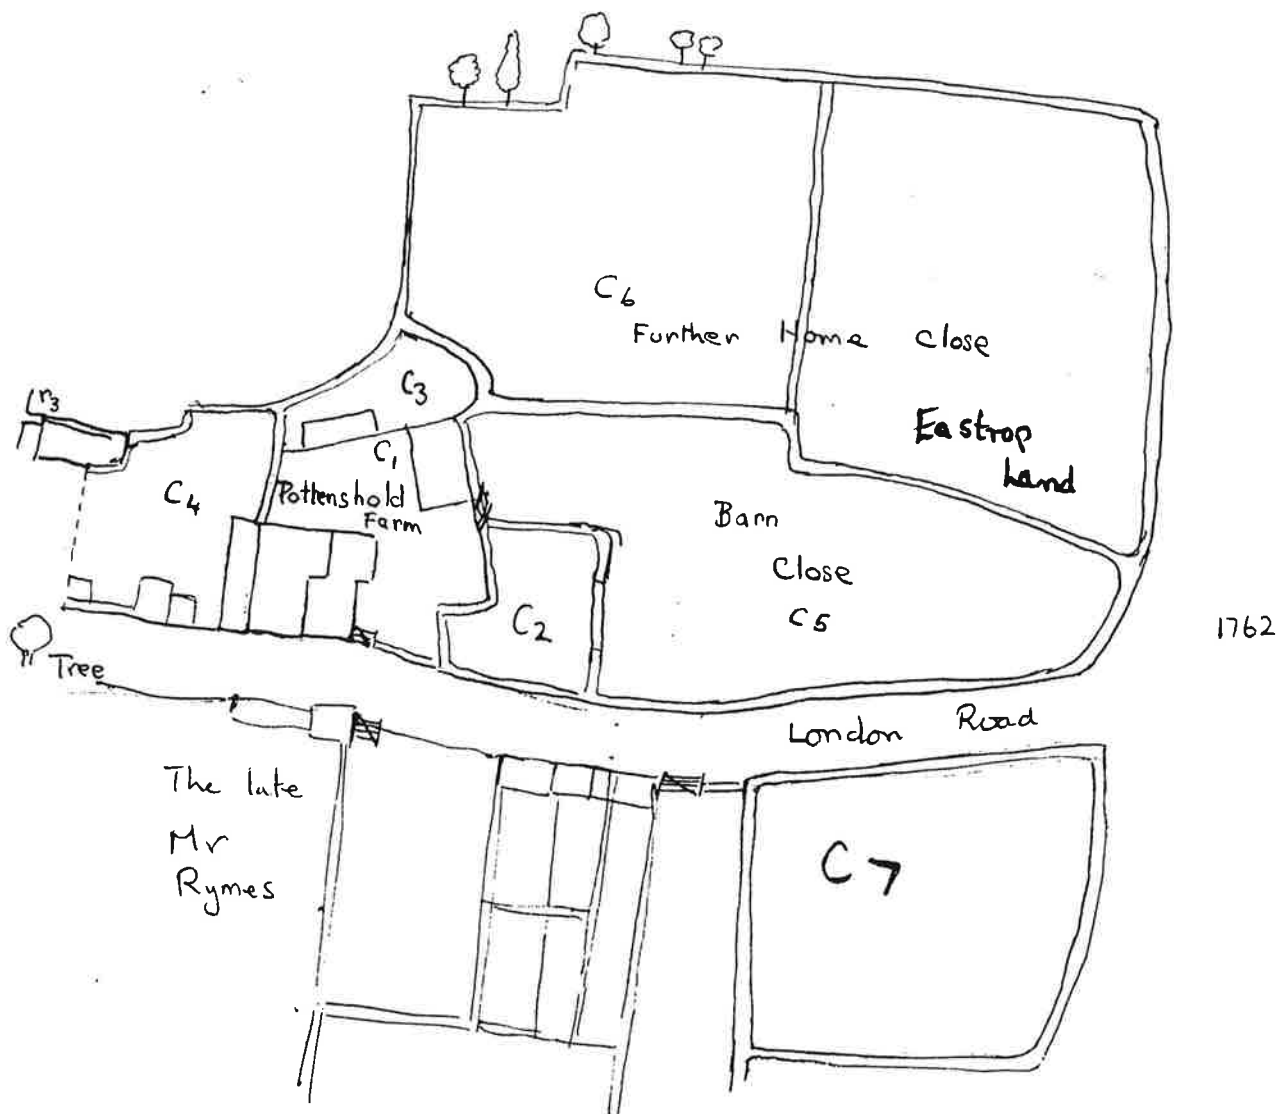 C6
Further Home Close
C3
r3
Eastrop
Land
C1
C4
Pottenshold
Farm
Barn
Close
C5
C2
1762
Tree
London Road
The late
Mr
Rymes
C7